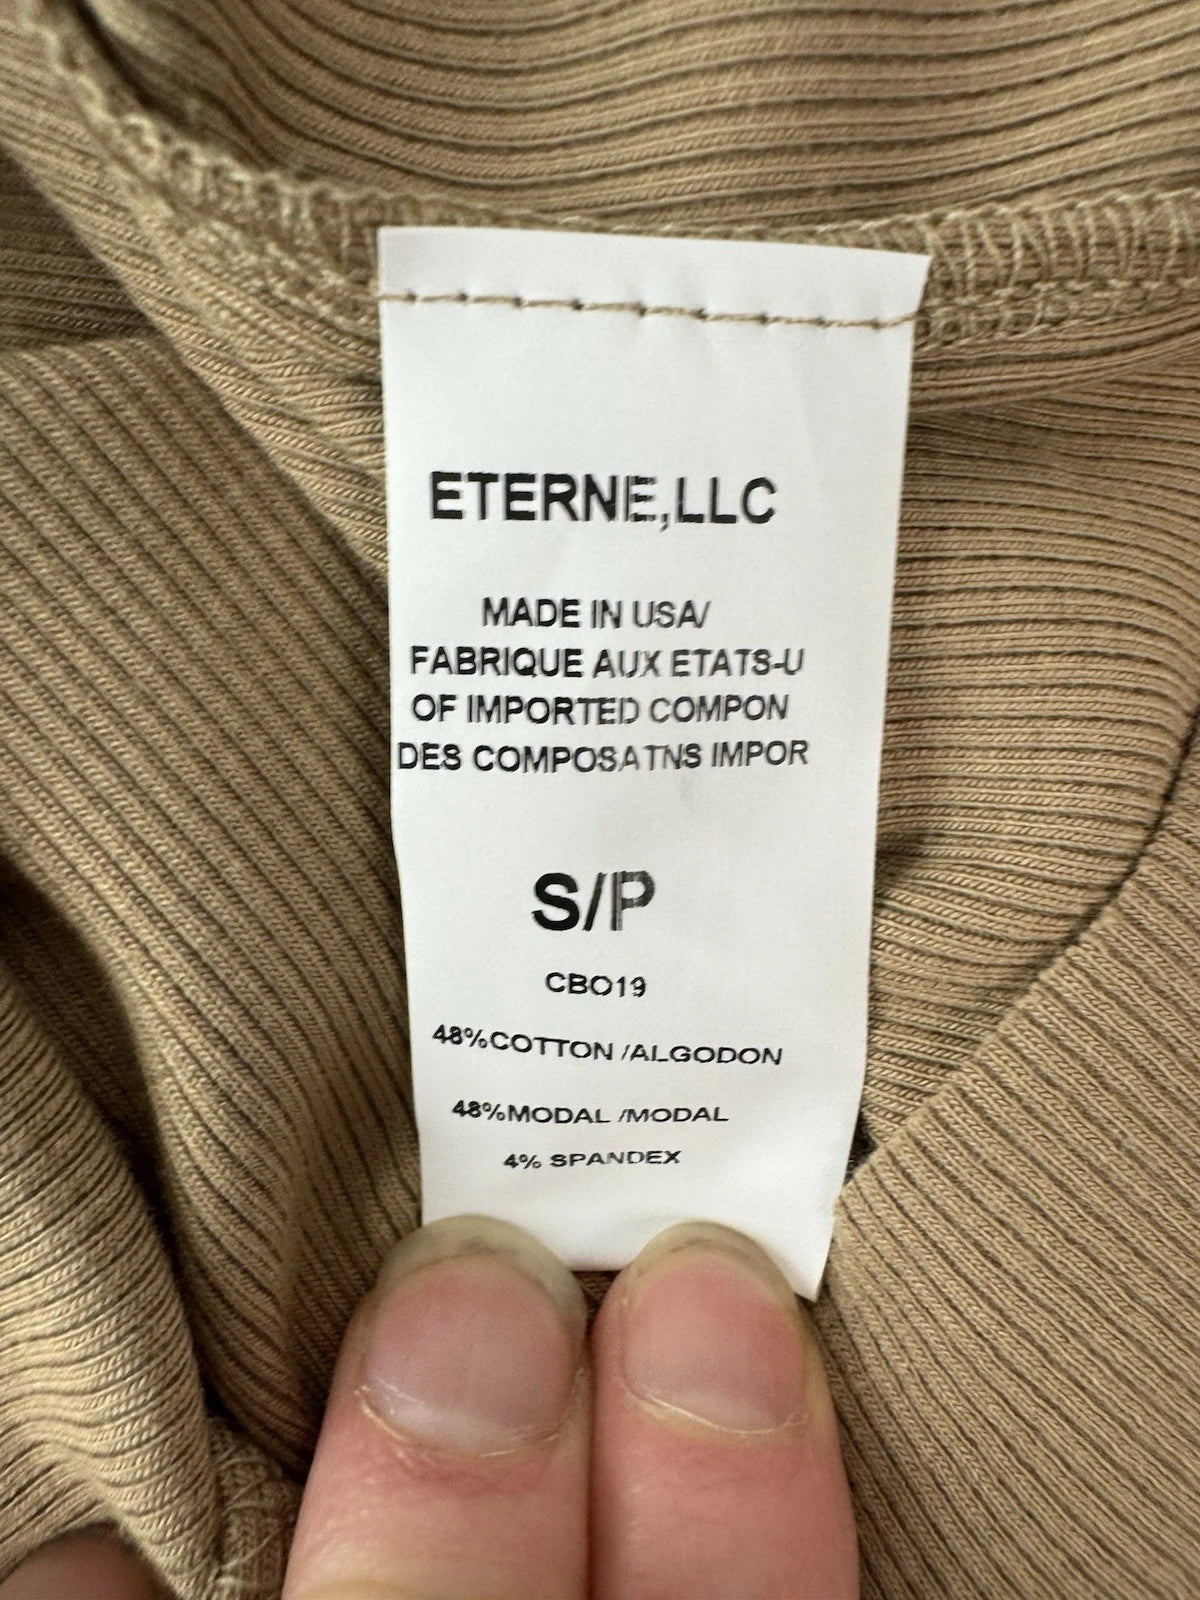 ETERNE,LLC
MADE IN USA/
FABRIQUE AUX ETATS-U
OF IMPORTED COMPON
DES COMPOSATNS IMPOR
S/P
CBO19
48%COTTON /ALGODON
48%MODAL /MODAL
4% SPANDEX